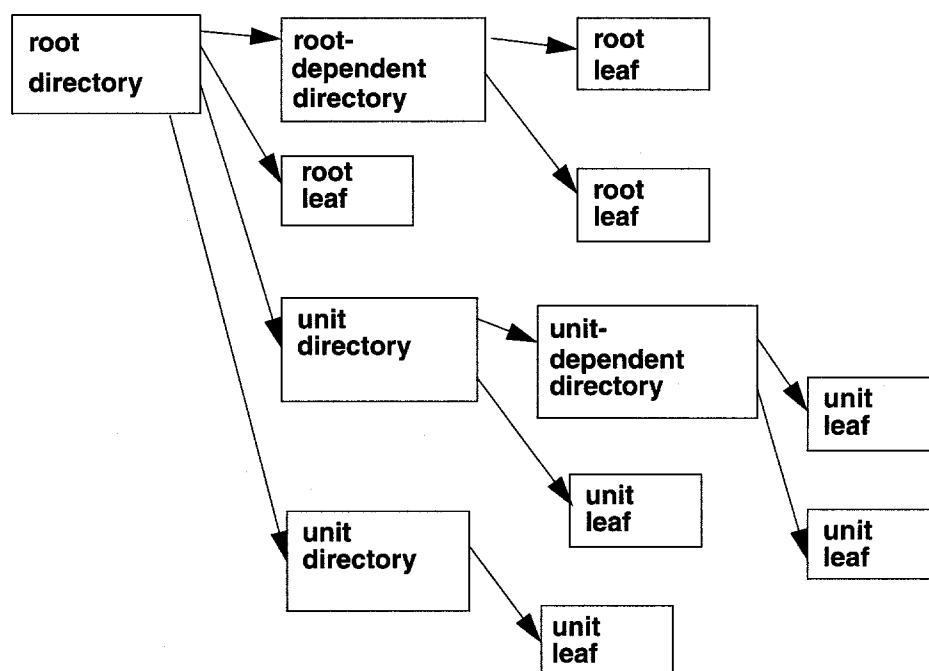 root
directory
root-
dependent
directory
root
leaf
root
leaf
root
leaf
unit
directory
unit-
dependent
directory
unit
leaf
unit
leaf
unit
leaf
unit
directory
unit
leaf